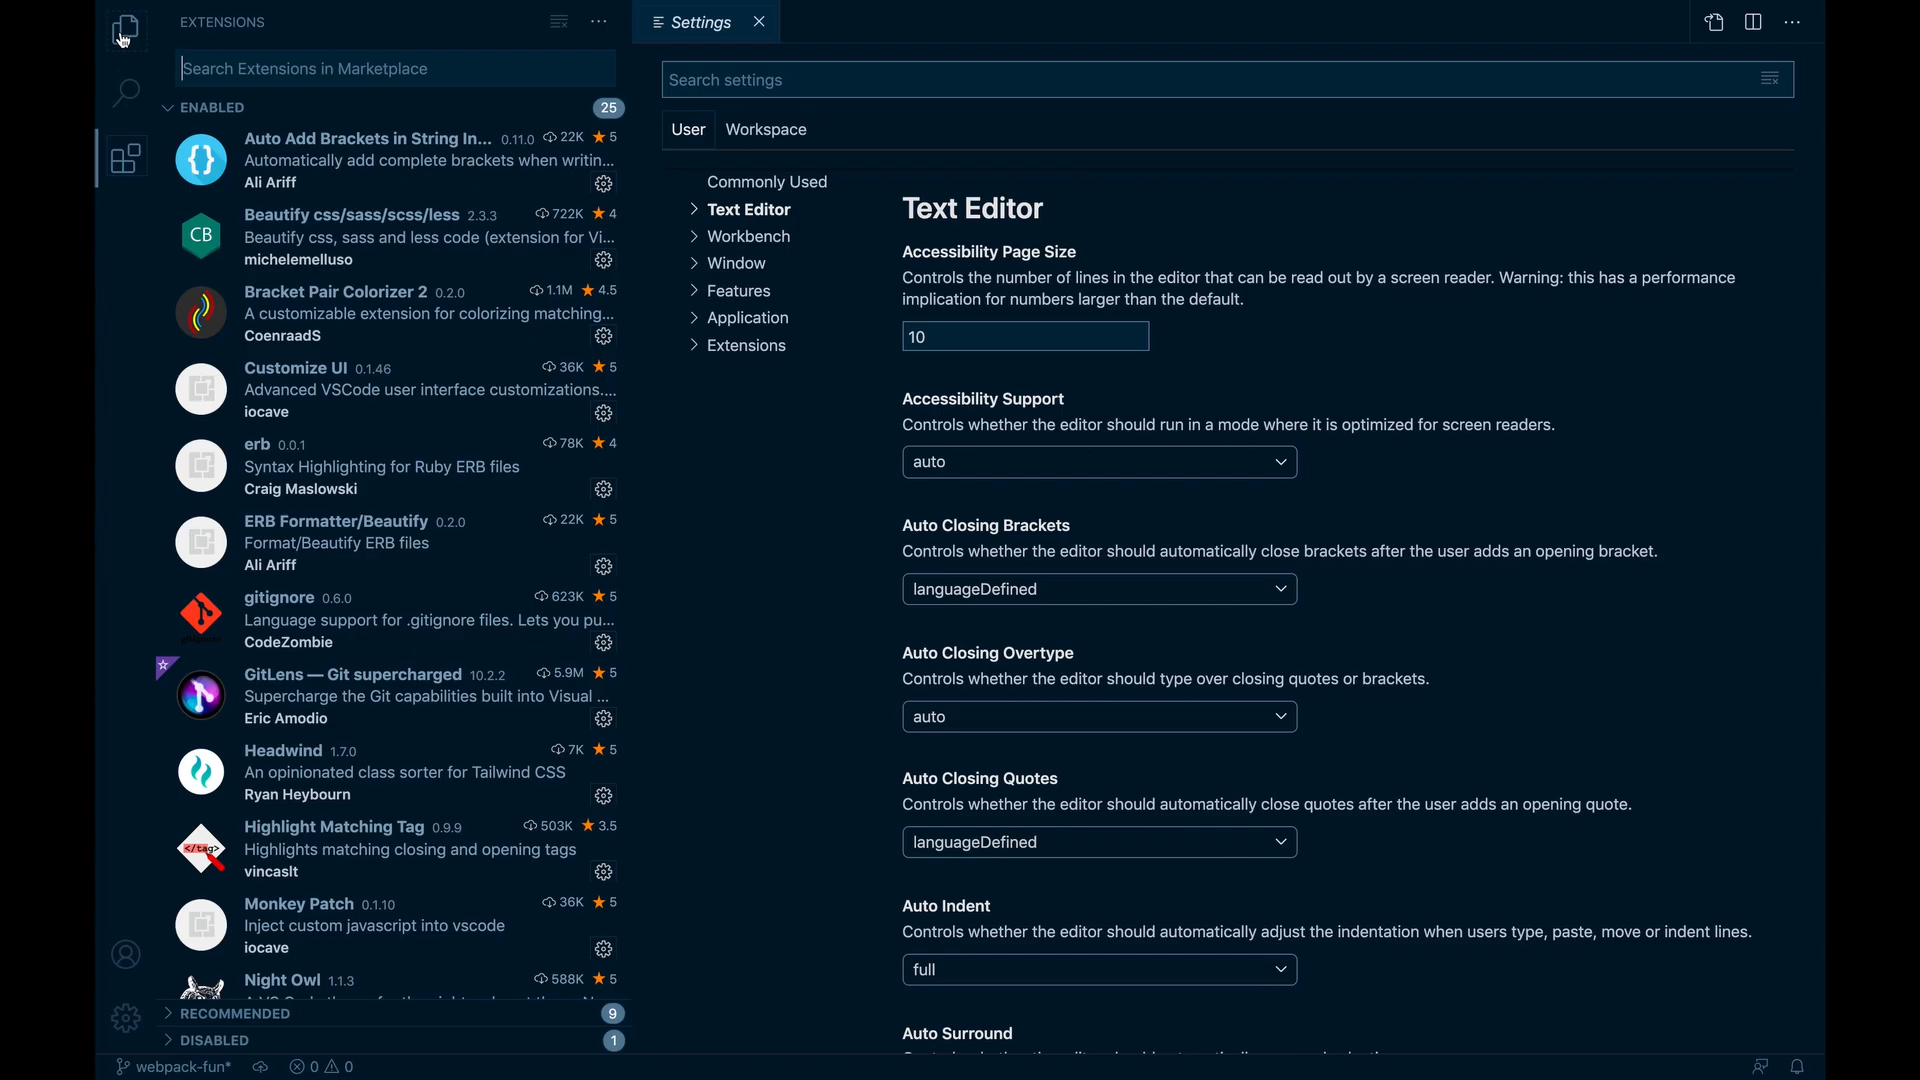 EXTENSIONS
Search Extensions in Marketplace
ENABLED 25
Auto Add Brackets in String In... 0.11.0 22K 5
Automatically add complete brackets when writin...
Ali Ariff
CB
Beautify css/sass/scss/less 2.3.3 722K 4
Beautify css, sass and less code (extension for Vi...
michelemelluso
Bracket Pair Colorizer 2 0.2.0 1.1M 4.5
A customizable extension for colorizing matching...
CoenraadS
Customize UI 0.1.46 36K 5
Advanced VSCode user interface customizations....
iocave
erb 0.0.1 78K 4
Syntax Highlighting for Ruby ERB files
Craig Maslowski
ERB Formatter/Beautify 0.2.0 22K 5
Format/Beautify ERB files
Ali Ariff
gitignore 0.6.0 623K 5
Language support for .gitignore files. Lets you pu...
CodeZombie
GitLens — Git supercharged 10.2.2 5.9M 5
Supercharge the Git capabilities built into Visual ...
Eric Amodio
Headwind 1.7.0 7K 5
An opinionated class sorter for Tailwind CSS
Ryan Heybourn
</tag>
Highlight Matching Tag 0.9.9 503K 3.5
Highlights matching closing and opening tags
vincaslt
Monkey Patch 0.1.10 36K 5
Inject custom javascript into vscode
iocave
Night Owl 1.1.3 588K 5
RECOMMENDED 9
DISABLED 1
webpack-fun* 0 0
Settings
Search settings
User Workspace
Commonly Used
Text Editor
Workbench
Window
Features
Application
Extensions
Text Editor
Accessibility Page Size
Controls the number of lines in the editor that can be read out by a screen reader. Warning: this has a performance
implication for numbers larger than the default.
10
Accessibility Support
Controls whether the editor should run in a mode where it is optimized for screen readers.
auto
Auto Closing Brackets
Controls whether the editor should automatically close brackets after the user adds an opening bracket.
languageDefined
Auto Closing Overtype
Controls whether the editor should type over closing quotes or brackets.
auto
Auto Closing Quotes
Controls whether the editor should automatically close quotes after the user adds an opening quote.
languageDefined
Auto Indent
Controls whether the editor should automatically adjust the indentation when users type, paste, move or indent lines.
full
Auto Surround